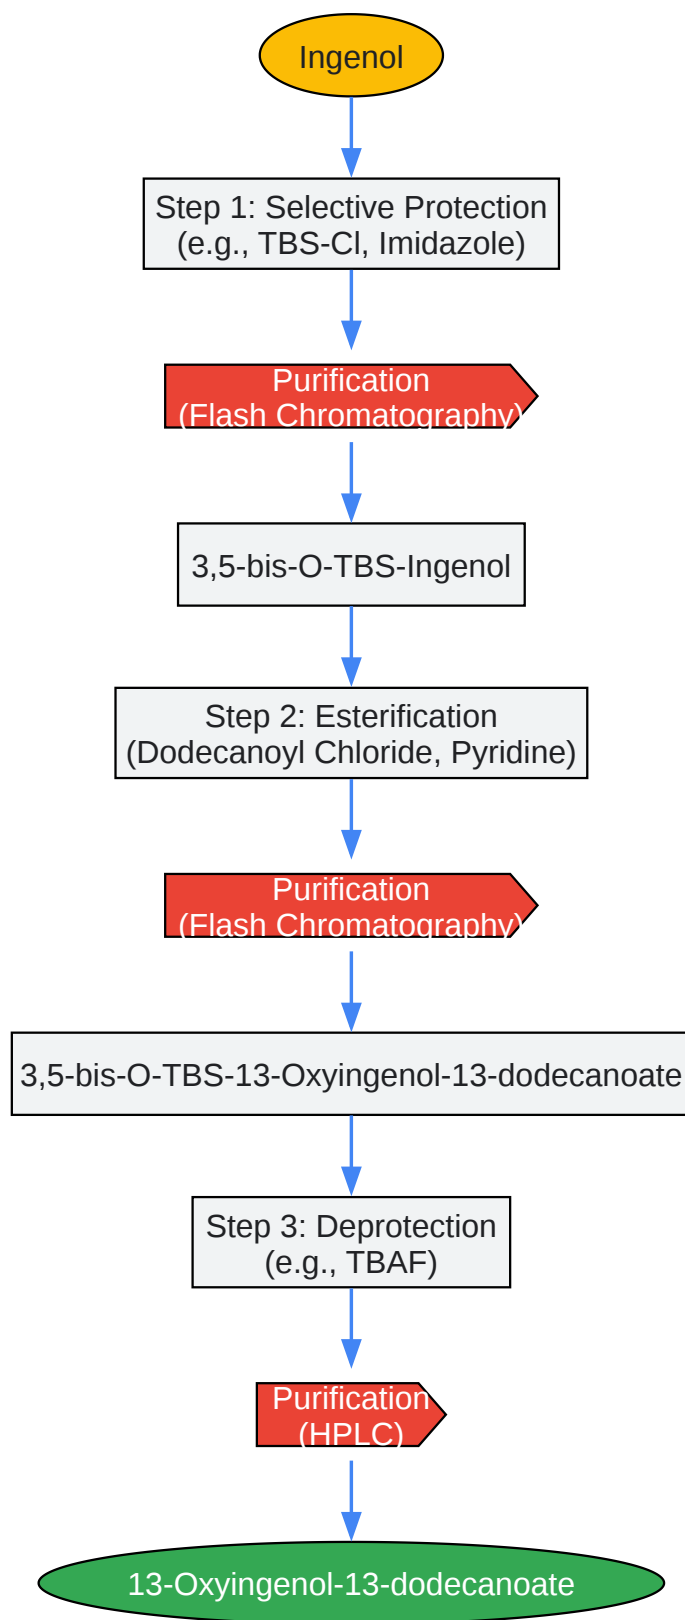 Ingenol
Step 1: Selective Protection
(e.g., TBS-Cl, Imidazole)
Purification
(Flash Chromatography)
3,5-bis-O-TBS-Ingenol
Step 2: Esterification
(Dodecanoyl Chloride, Pyridine)
Purification
(Flash Chromatography)
3,5-bis-O-TBS-13-Oxyingenol-13-dodecanoate
Step 3: Deprotection
(e.g., TBAF)
Purification
(HPLC)
13-Oxyingenol-13-dodecanoate